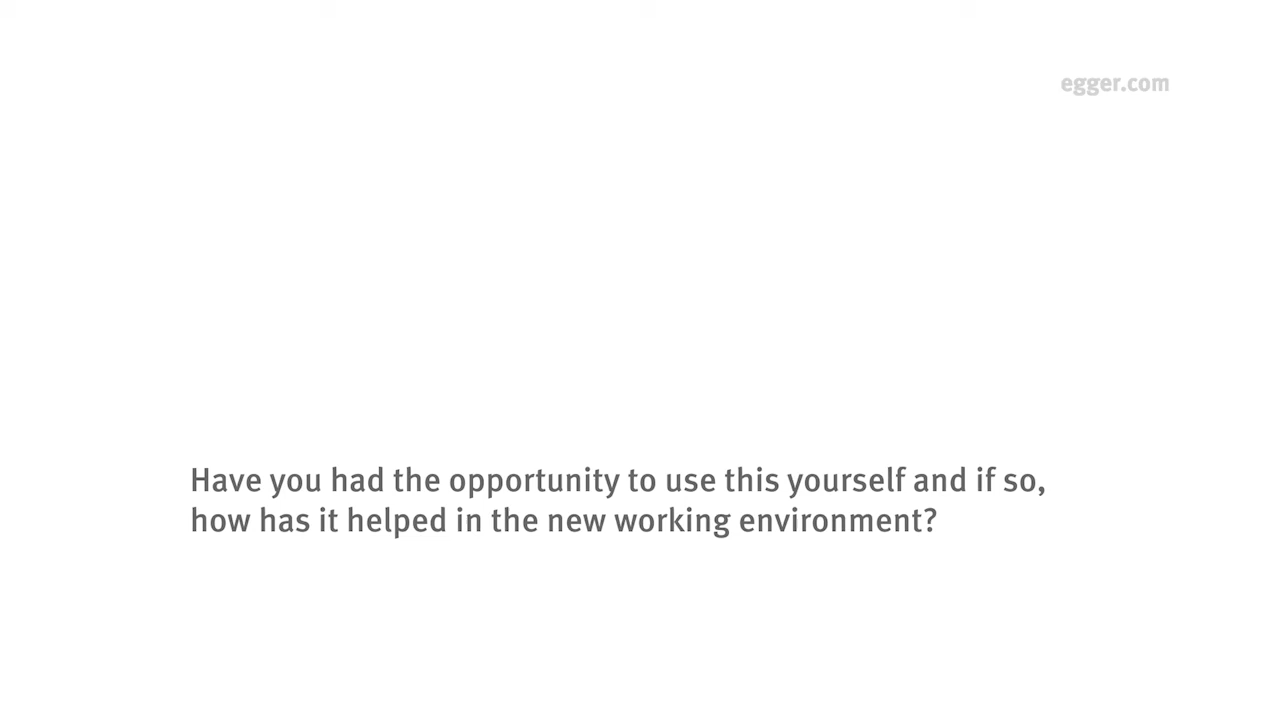 egger.com
Have you had the opportunity to use this yourself and if so,
how has it helped in the new working environment?